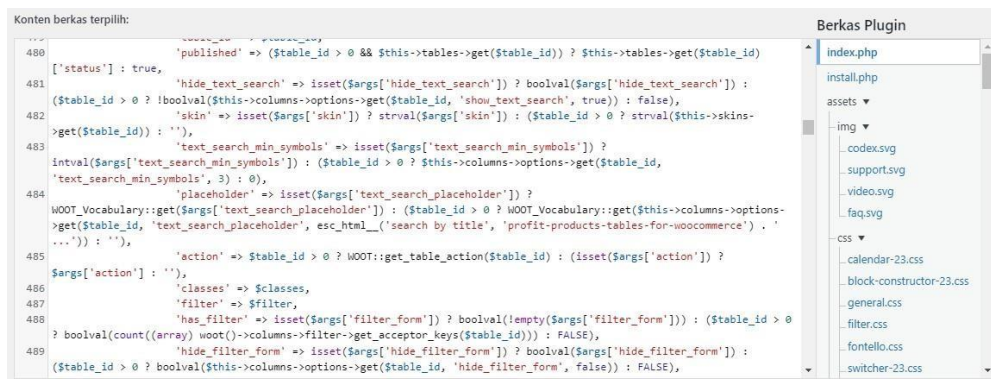 Konten berkas terpilih:
480 'published' => ($table_id > 0 && $this->tables->get($table_id)) ? $this->tables->get($table_id)
['status'] : true,
481 'hide_text_search' => isset($args['hide_text_search']) ? boolval($args['hide_text_search']) :
($table_id > 0 ? !boolval($this->columns->options->get($table_id, 'show_text_search', true)) : false),
482 'skin' => isset($args['skin']) ? strval($args['skin']) : ($table_id > 0 ? strval($this->skins-
>get($table_id)) : ''),
483 'text_search_min_symbols' => isset($args['text_search_min_symbols']) ?
intval($args['text_search_min_symbols']) : ($table_id > 0 ? $this->columns->options->get($table_id,
'text_search_min_symbols', 3) : 0),
484 'placeholder' => isset($args['text_search_placeholder']) ?
WOOT_Vocabulary::get($args['text_search_placeholder']) : ($table_id > 0 ? WOOT_Vocabulary::get($this->columns->options-
>get($table_id, 'text_search_placeholder', esc_html__('search by title', 'profit-products-tables-for-woocommerce') . '
...')) : ''),
485 'action' => $table_id > 0 ? WOOT::get_table_action($table_id) : (isset($args['action']) ?
$args['action'] : ''),
486 'classes' => $classes,
487 'filter' => $filter,
488 'has_filter' => isset($args['filter_form']) ? boolval(!empty($args['filter_form'])) : ($table_id > 0
? boolval(count((array) woot()->columns->filter->get_acceptor_keys($table_id))) : FALSE),
489 'hide_filter_form' => isset($args['hide_filter_form']) ? boolval($args['hide_filter_form']) :
($table_id > 0 ? boolval($this->columns->options->get($table_id, 'hide_filter_form', false)) : FALSE),
Berkas Plugin
index.php
install.php
assets ▼
img ▼
codex.svg
support.svg
video.svg
faq.svg
css ▼
calendar-23.css
block-constructor-23.css
general.css
filter.css
fontello.css
switcher-23.css